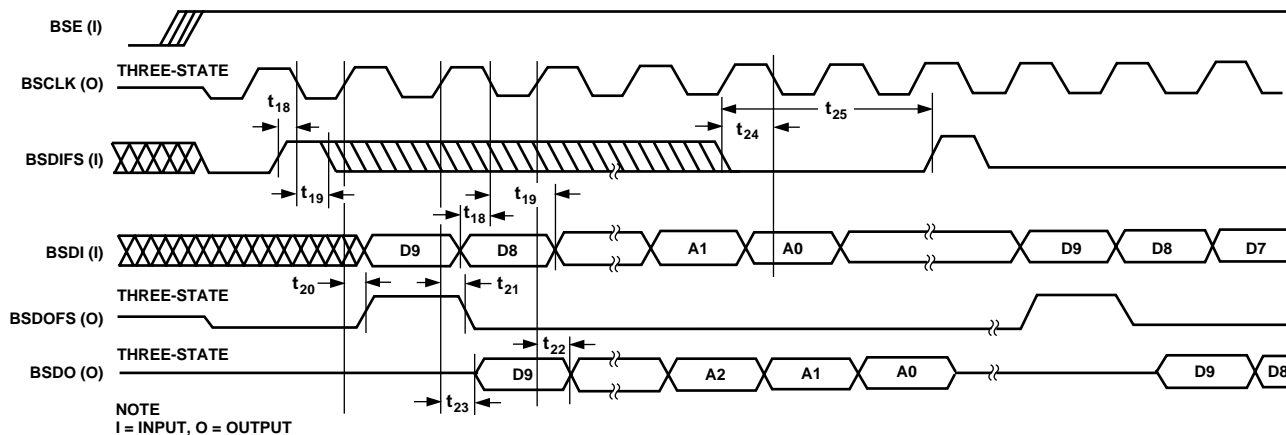 BSE (I)
THREE-STATE
BSCLK (O)
t18
t24
t25
BSDIFS (I)
t19
t18
t19
BSDI (I)
D9
D8
A1
A0
D9
D8
D7
THREE-STATE
t20
t21
BSDOFS (O)
THREE-STATE
t22
BSDO (O)
D9
A2
A1
A0
D9
D8
t23
NOTE
I = INPUT, O = OUTPUT